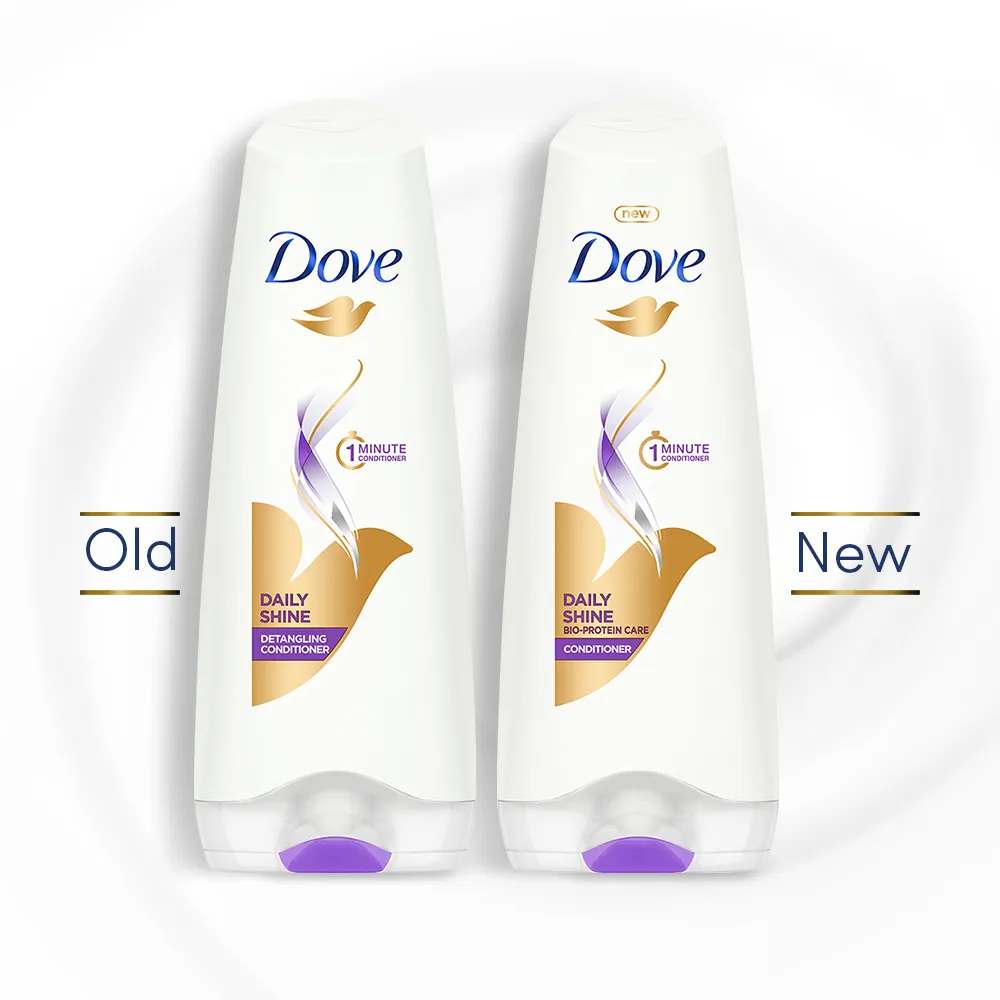 Old
Dove
1 MINUTE
CONDITIONER
DAILY
SHINE
DETANGLING
CONDITIONER
new
Dove
1 MINUTE
CONDITIONER
DAILY
SHINE
BIO-PROTEIN CARE
CONDITIONER
New